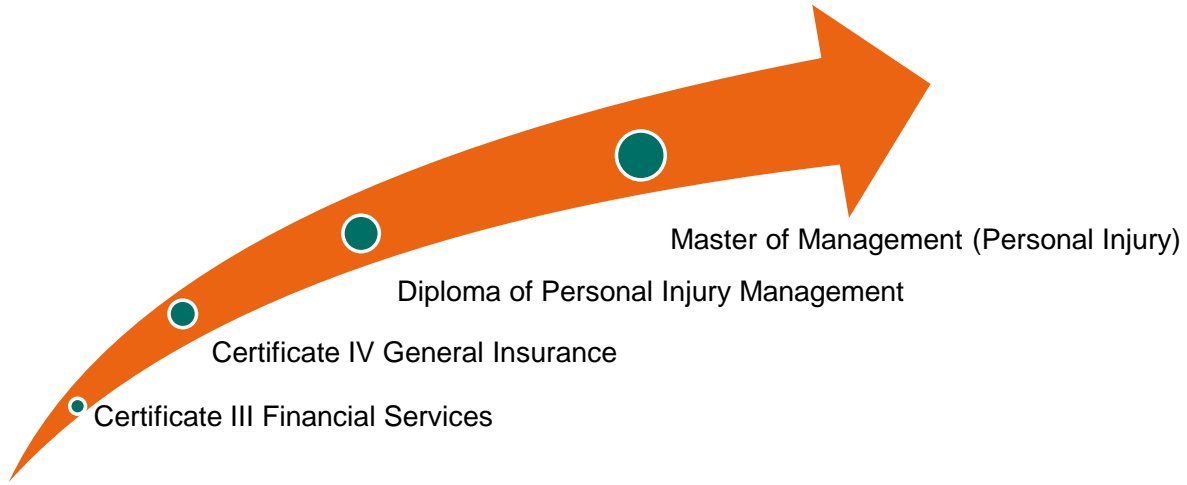 Master of Management (Personal Injury)
Diploma of Personal Injury Management
Certificate IV General Insurance
Certificate III Financial Services